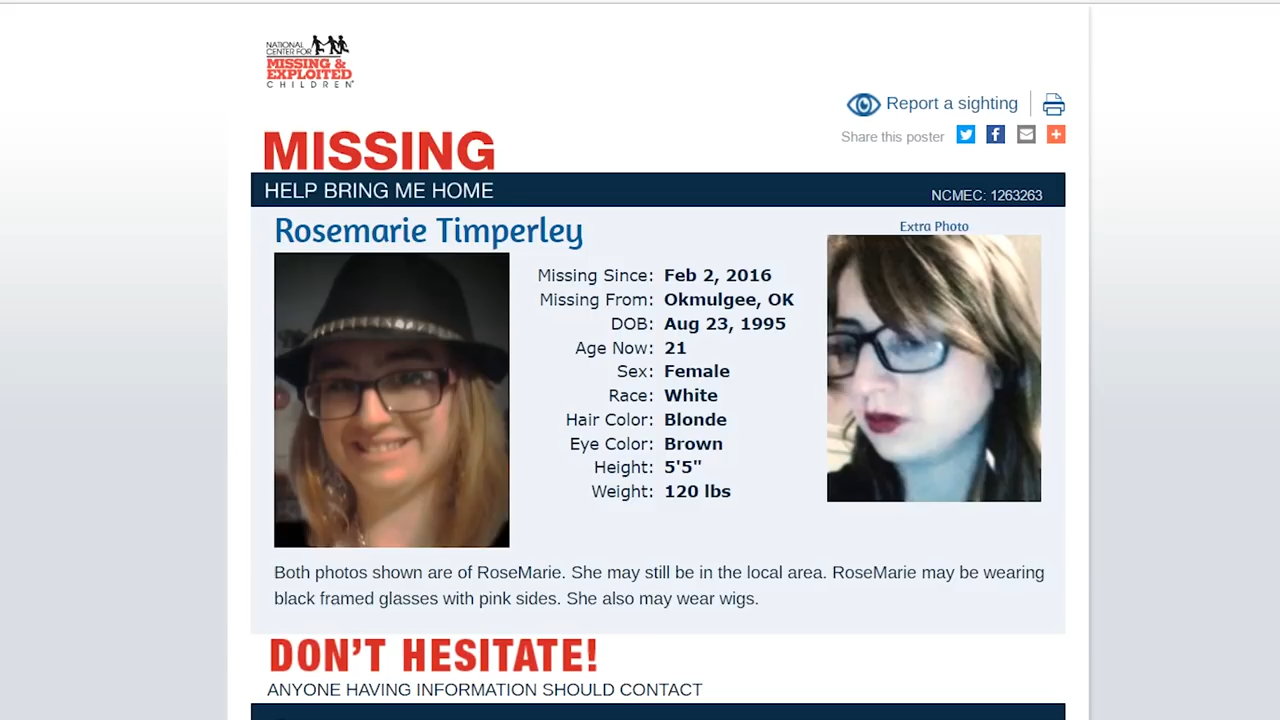 NATIONAL
CENTER FOR
MISSING &
EXPLOITED
CHILDREN
Report a sighting
Share this poster
MISSING
HELP BRING ME HOME
NCMEC: 1263263
Rosemarie Timperley
Extra Photo
Missing Since: Feb 2, 2016
Missing From: Okmulgee, OK
DOB: Aug 23, 1995
Age Now: 21
Sex: Female
Race: White
Hair Color: Blonde
Eye Color: Brown
Height: 5'5"
Weight: 120 lbs
Both photos shown are of RoseMarie. She may still be in the local area. RoseMarie may be wearing
black framed glasses with pink sides. She also may wear wigs.
DON'T HESITATE!
ANYONE HAVING INFORMATION SHOULD CONTACT